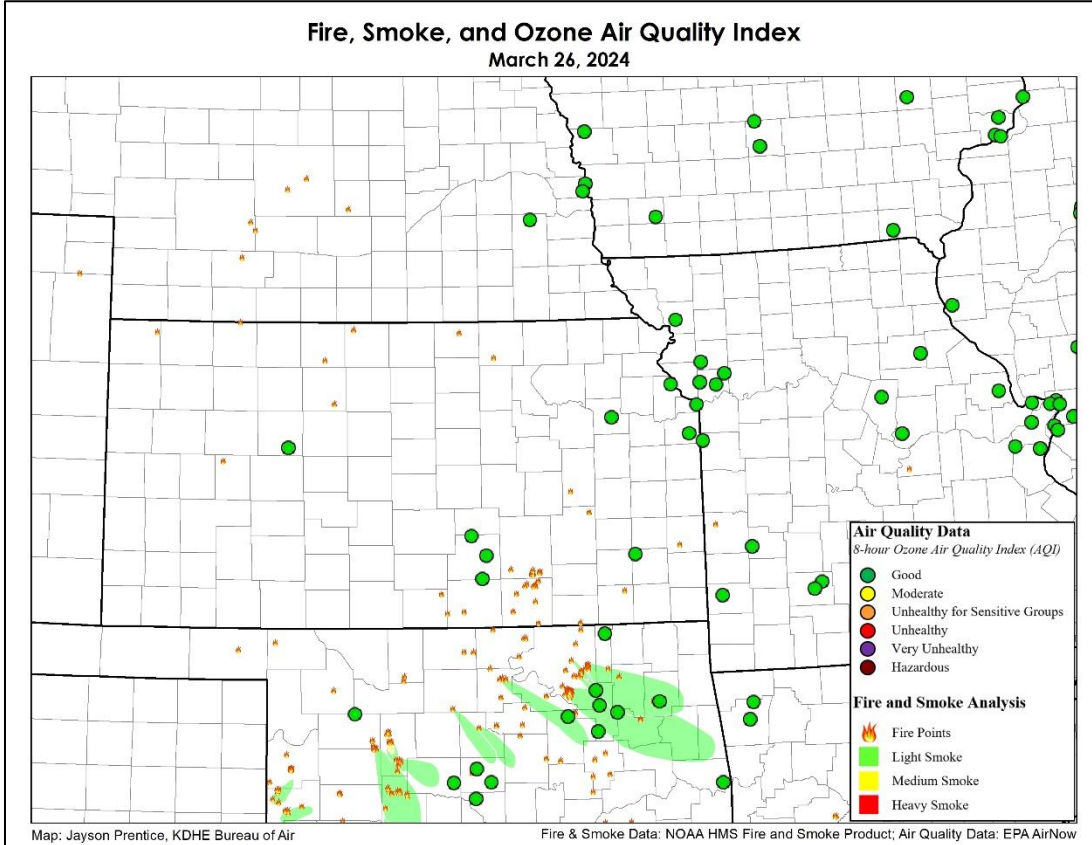 Fire, Smoke, and Ozone Air Quality Index
March 26, 2024
Air Quality Data
8-hour Ozone Air Quality Index (AQI)
Good
Moderate
Unhealthy for Sensitive Groups
Unhealthy
Very Unhealthy
Hazardous
Fire and Smoke Analysis
Fire Points
Light Smoke
Medium Smoke
Heavy Smoke
Map: Jayson Prentice, KDHE Bureau of Air
Fire & Smoke Data: NOAA HMS Fire and Smoke Product; Air Quality Data: EPA AirNow